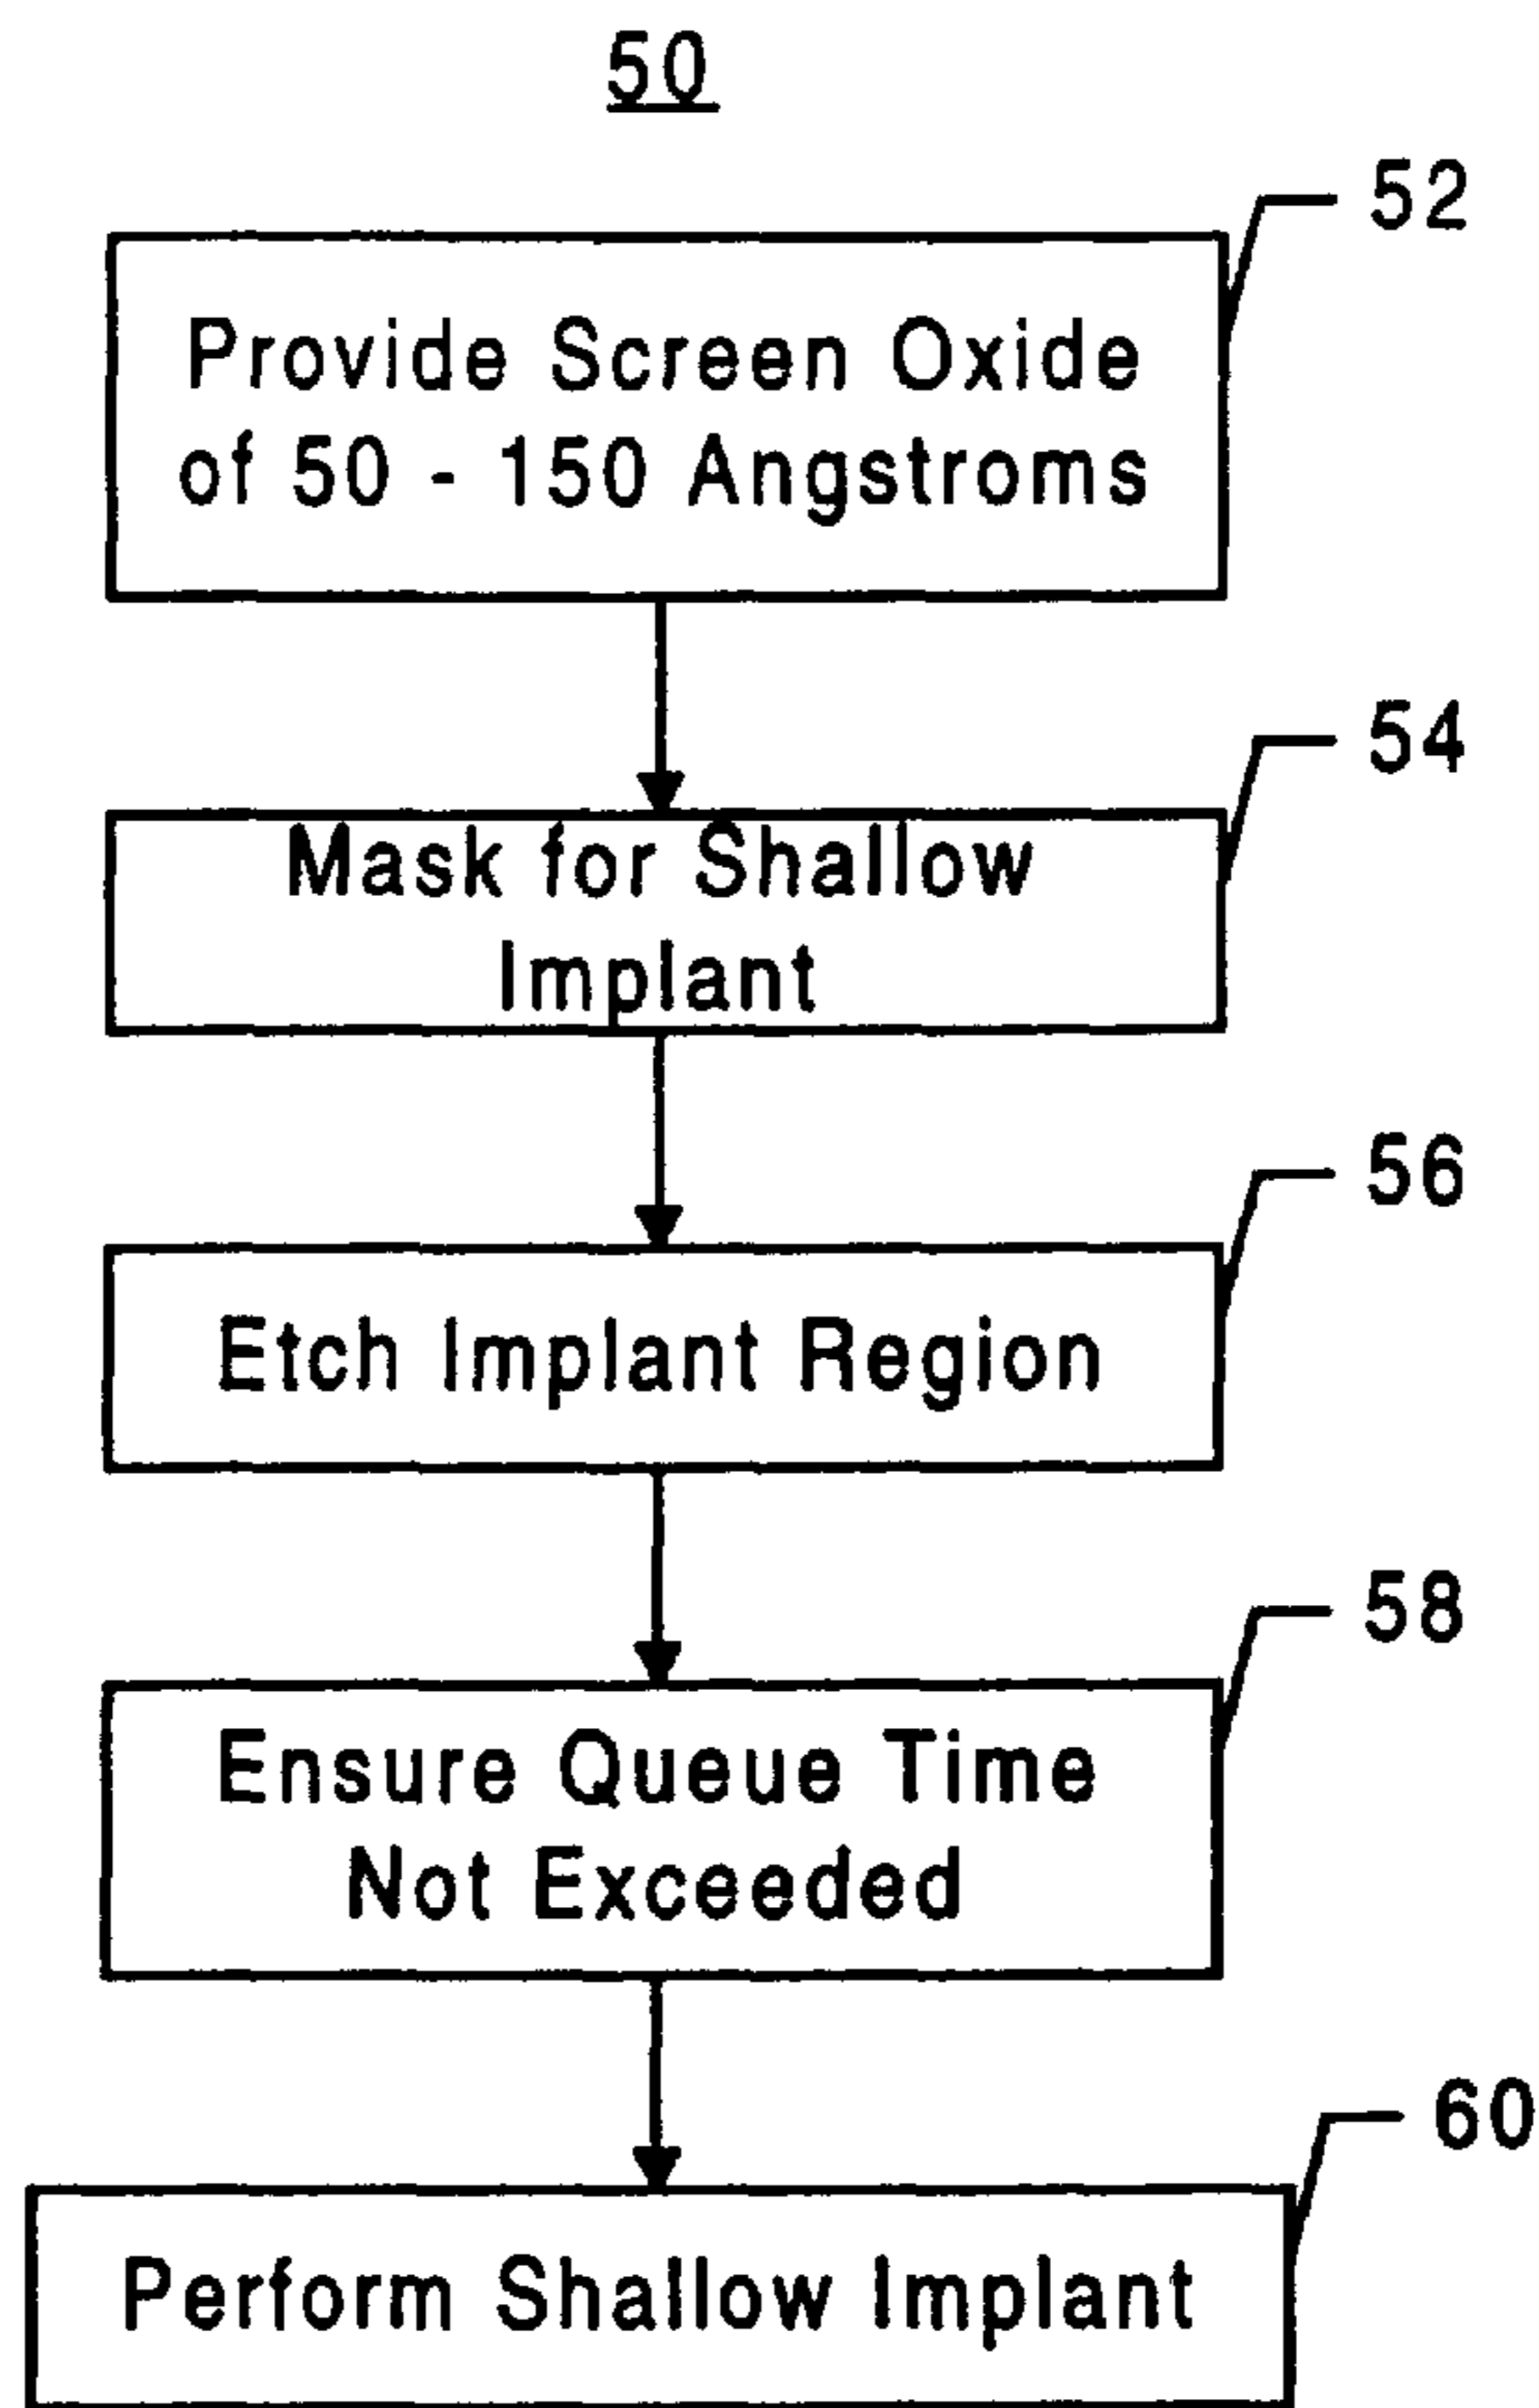 50
52
Provide Screen Oxide
of 50 - 150 Angstroms
54
Mask for Shallow
Implant
56
Etch Implant Region
58
Ensure Queue Time
Not Exceeded
60
Perform Shallow Implant